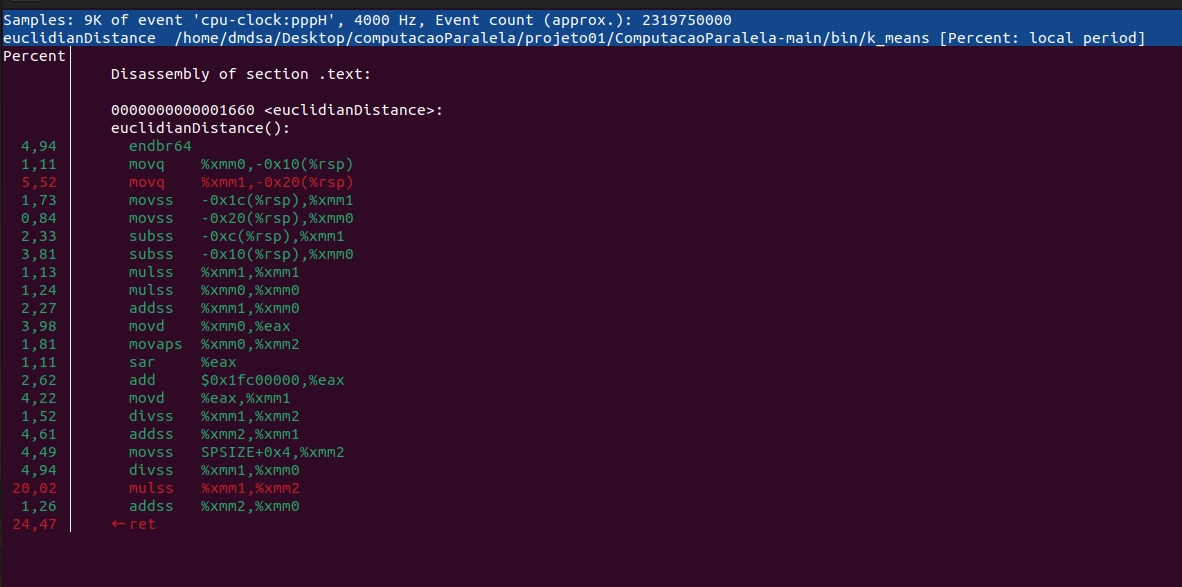 Samples: 9K of event 'cpu-clock:pppH', 4000 Hz, Event count (approx.): 2319750000
euclidianDistance  /home/dmdsa/Desktop/computacaoParalela/projeto01/ComputacaoParalela-main/bin/k_means [Percent: local period]
Percent
Disassembly of section .text:
0000000000001660 <euclidianDistance>:
euclidianDistance():
4,94 endbr64
1,11 movq %xmm0,-0x10(%rsp)
5,52 movq %xmm1,-0x20(%rsp)
1,73 movss -0x1c(%rsp),%xmm1
0,84 movss -0x20(%rsp),%xmm0
2,33 subss -0xc(%rsp),%xmm1
3,81 subss -0x10(%rsp),%xmm0
1,13 mulss %xmm1,%xmm1
1,24 mulss %xmm0,%xmm0
2,27 addss %xmm1,%xmm0
3,98 movd %xmm0,%eax
1,81 movaps %xmm0,%xmm2
1,11 sar %eax
2,62 add $0x1fc00000,%eax
4,22 movd %eax,%xmm1
1,52 divss %xmm1,%xmm2
4,61 addss %xmm2,%xmm1
4,49 movss SPSIZE+0x4,%xmm2
4,94 divss %xmm1,%xmm0
20,02 mulss %xmm1,%xmm2
1,26 addss %xmm2,%xmm0
24,47 ←ret